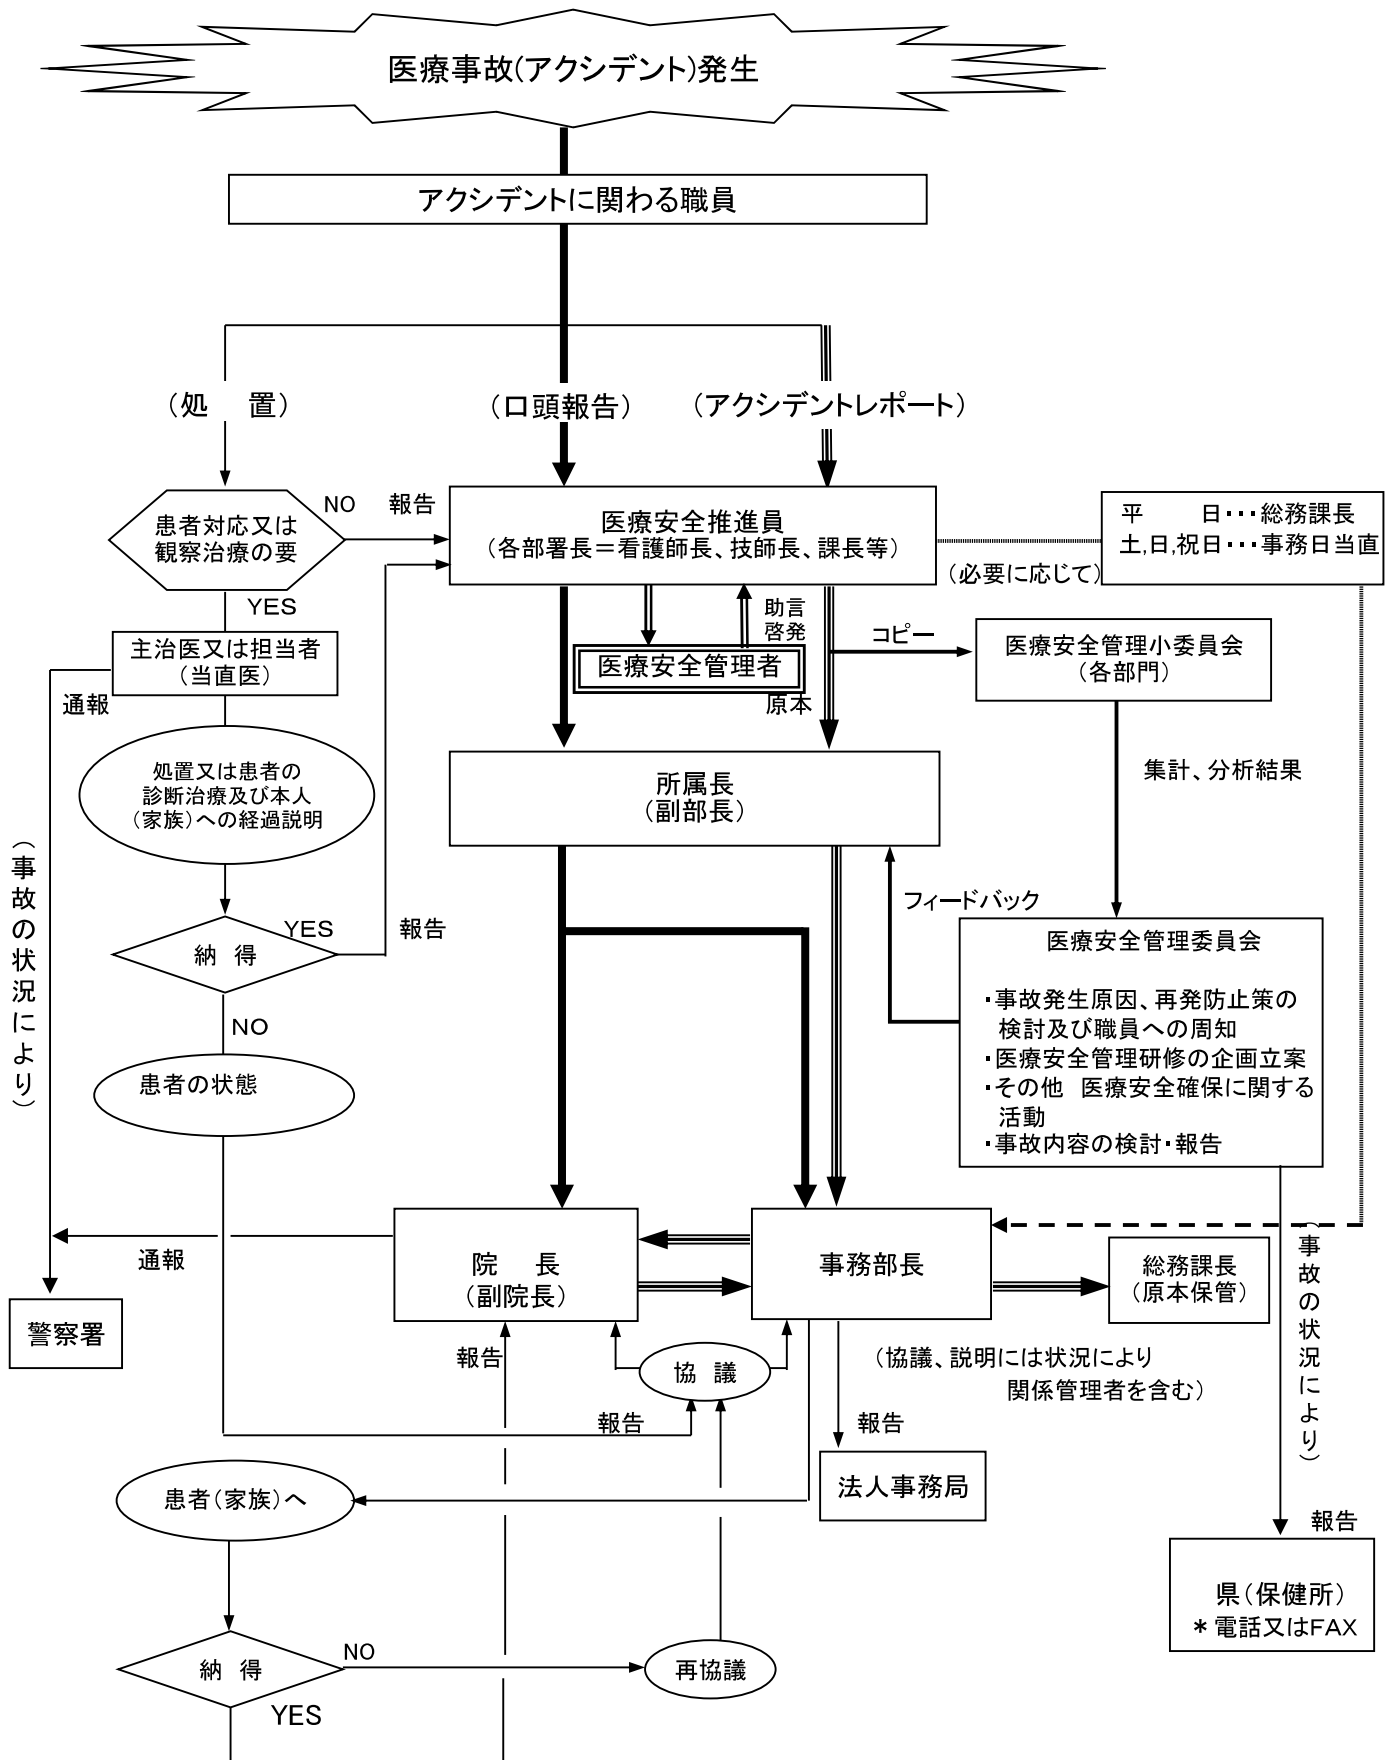 医療事故(アクシデント)発生
アクシデントに関わる職員
（処　置）
（口頭報告）
（アクシデントレポート）
NO
報告
患者対応又は
観察治療の要
医療安全推進員
（各部署長＝看護師長、技師長、課長等）
平　　日・・・総務課長
土,日,祝日・・・事務日当直
（必要に応じて）
YES
助言
啓発
コピー
主治医又は担当者
（当直医）
医療安全管理者
医療安全管理小委員会
（各部門）
通報
原本
処置又は患者の
診断治療及び本人
（家族）への経過説明
所属長
（副部長）
集計、分析結果
（事故の状況により）
フィードバック
YES
報告
納　得
医療安全管理委員会
・事故発生原因、再発防止策の
検討及び職員への周知
・医療安全管理研修の企画立案
・その他　医療安全確保に関する
活動
・事故内容の検討・報告
NO
患者の状態
通報
院　長
（副院長）
事務部長
総務課長
（原本保管）
（事故の状況により）
警察署
報告
協　議
（協議、説明には状況により
関係管理者を含む）
報告
報告
法人事務局
患者（家族）へ
報告
県（保健所）
＊電話又はFAX
NO
納　得
再協議
YES